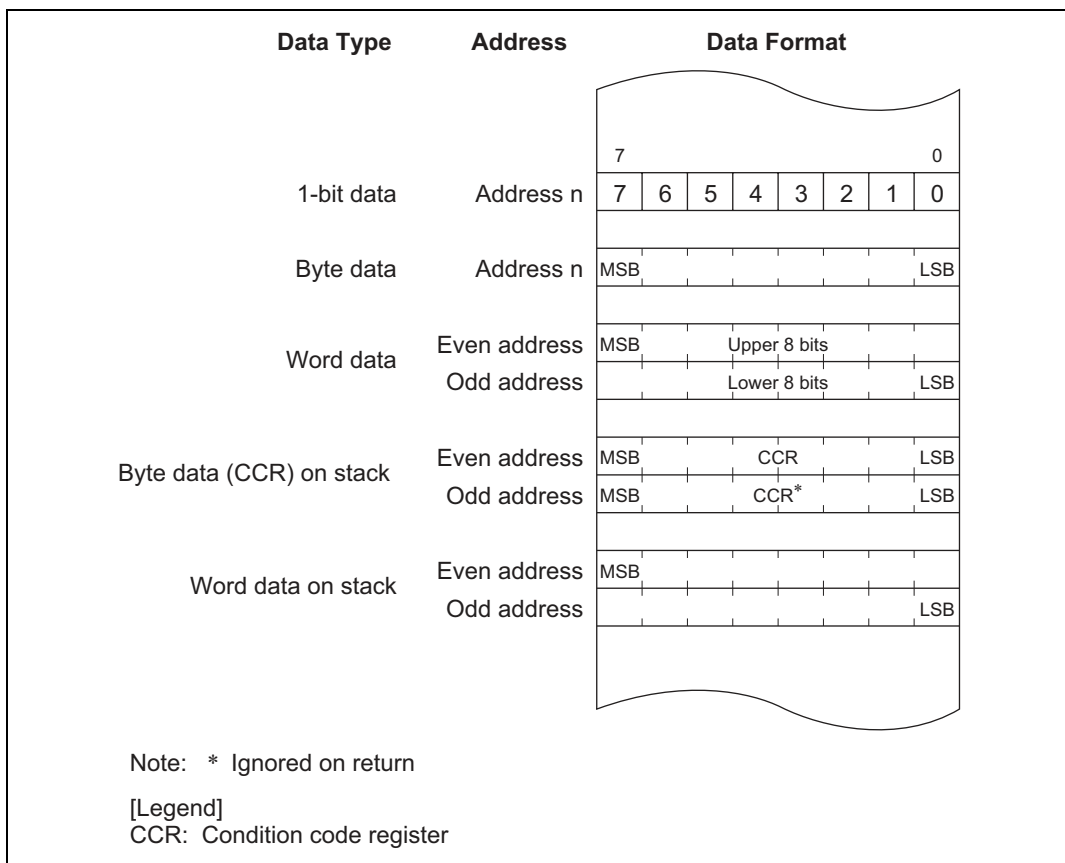 Data Type Address Data Format
7 0
1-bit data Address n 7 6 5 4 3 2 1 0
Byte data Address n MSB LSB
Word data
Even address MSB Upper 8 bits
Odd address Lower 8 bits LSB
Byte data (CCR) on stack
Even address MSB CCR LSB
Odd address MSB CCR* LSB
Word data on stack
Even address MSB
Odd address LSB
Note: * Ignored on return
[Legend]
CCR: Condition code register